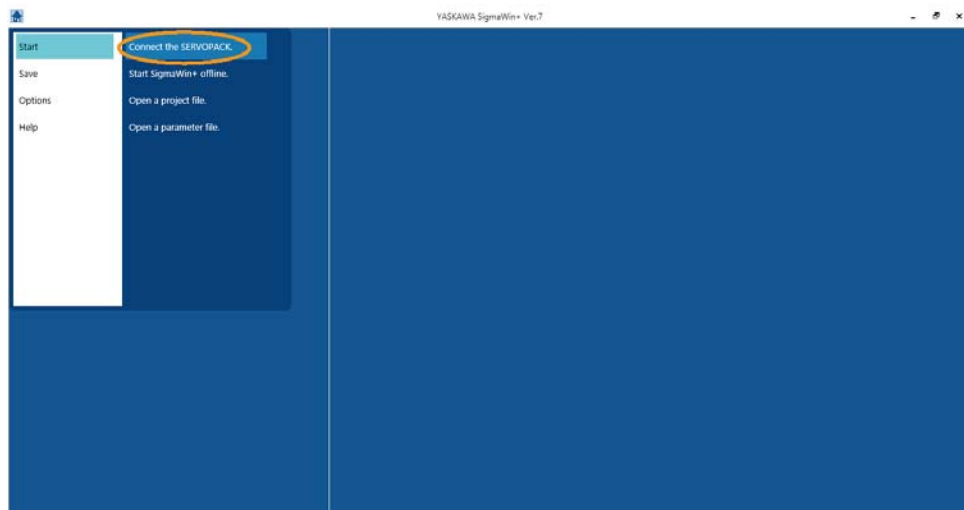 YASKAWA SigmaWin+ Ver.7
Start
Connect the SERVOPACK.
Save
Start SigmaWin+ offline.
Options
Open a project file.
Help
Open a parameter file.